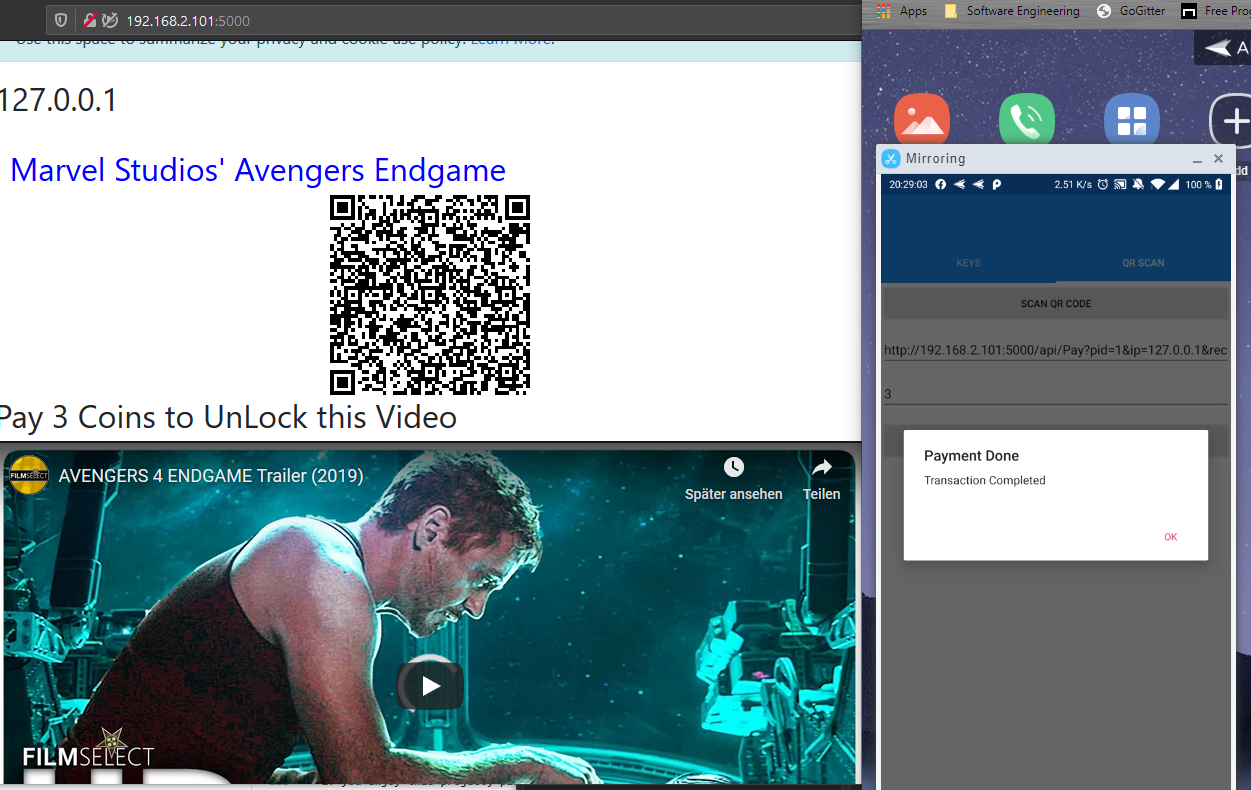 192.168.2.101:5000
Use this space to summarize your privacy and cookie use policy. Learn More.
127.0.0.1
Marvel Studios' Avengers Endgame
Pay 3 Coins to UnLock this Video
FILMSELECT
AVENGERS 4 ENDGAME Trailer (2019)
Später ansehen
Teilen
FILMSELECT
Apps
Software Engineering
GoGitter
Free Pro
A
Mirroring
20:29:03
2.51 K/s
100 %
KEYS
QR SCAN
SCAN QR CODE
http://192.168.2.101:5000/api/Pay?pid=1&ip=127.0.0.1&rec
3
Payment Done
Transaction Completed
OK